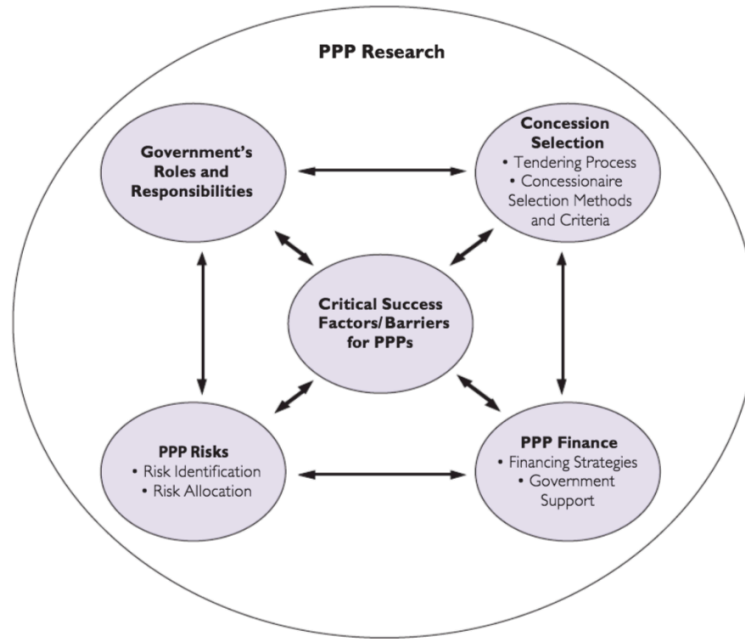 PPP Research
Government's
Roles and
Responsibilities
Concession
Selection
• Tendering Process
• Concessionaire
Selection Methods
and Criteria
Critical Success
Factors/Barriers
for PPPs
PPP Risks
• Risk Identification
• Risk Allocation
PPP Finance
• Financing Strategies
• Government
Support